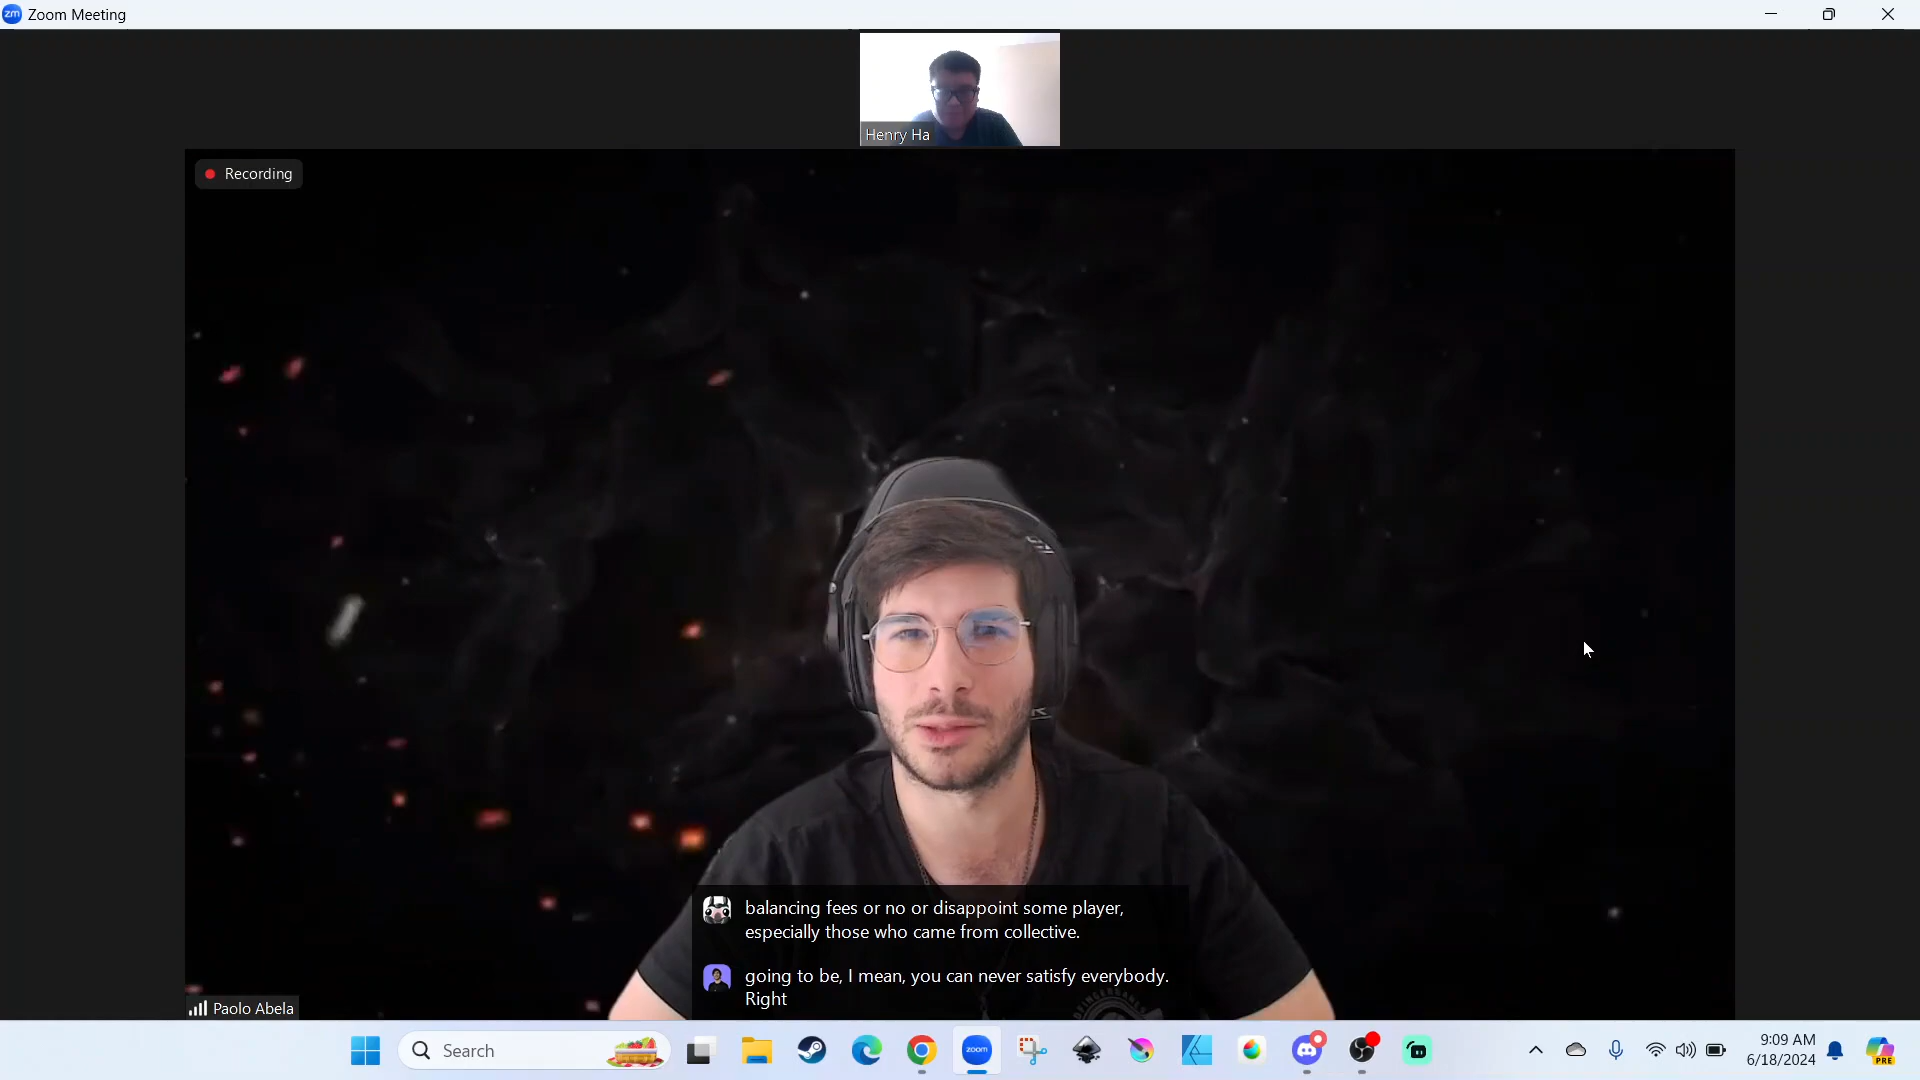 Zoom Meeting
Henry Ha
Recording
balancing fees or no or disappoint some player,
especially those who came from collective.
going to be, I mean, you can never satisfy everybody.
Right
Paolo Abela
Search
zoom
PRE
9:09 AM
6/18/2024